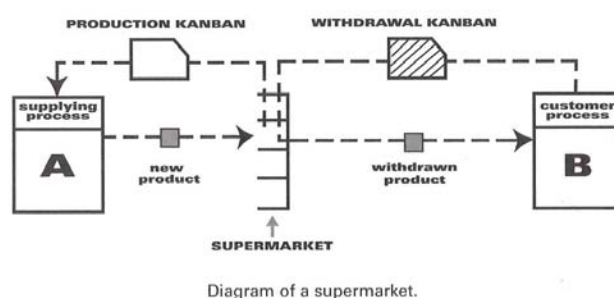 PRODUCTION KANBAN
WITHDRAWAL KANBAN
supplying
process
A
new
product
withdrawn
product
customer
process
B
SUPERMARKET
Diagram of a supermarket.